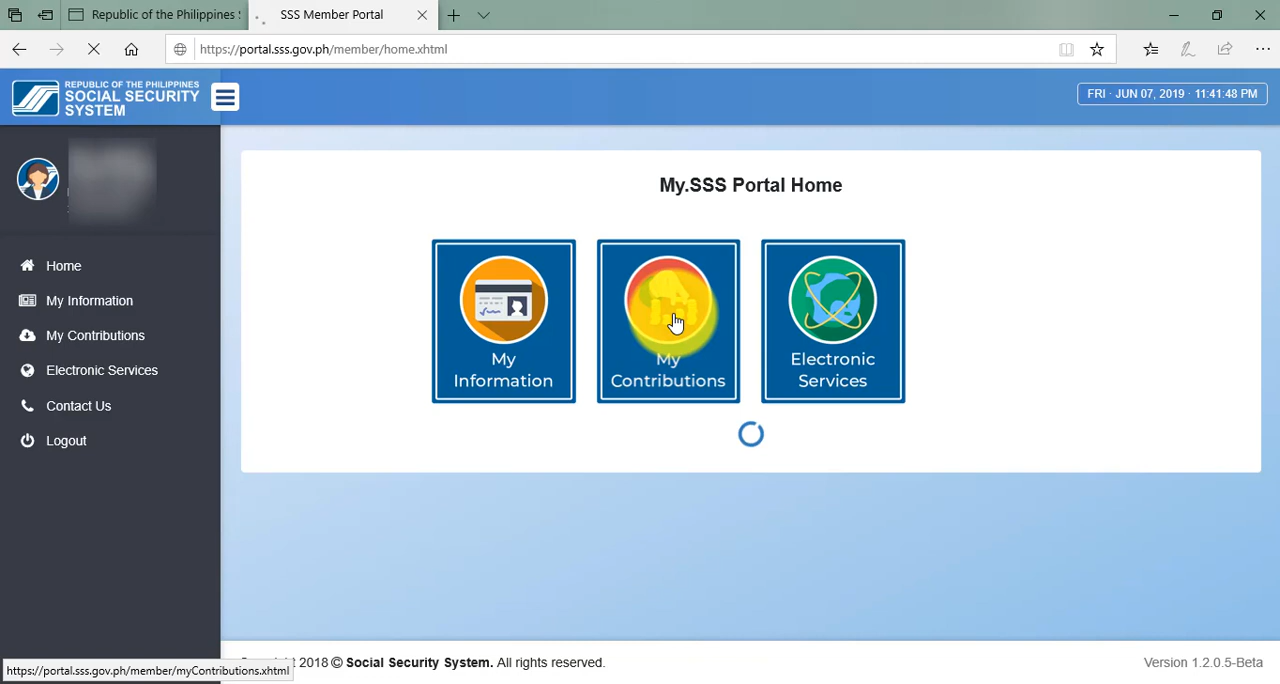 Republic of the Philippines
SSS Member Portal
https://portal.sss.gov.ph/member/home.xhtml
REPUBLIC OF THE PHILIPPINES
SOCIAL SECURITY
SYSTEM
FRI · JUN 07, 2019 · 11:41:48 PM
Home
My Information
My Contributions
Electronic Services
Contact Us
Logout
My.SSS Portal Home
My
Information
My
Contributions
Electronic
Services
2018 © Social Security System. All rights reserved.
Version 1.2.0.5-Beta
https://portal.sss.gov.ph/member/myContributions.xhtml